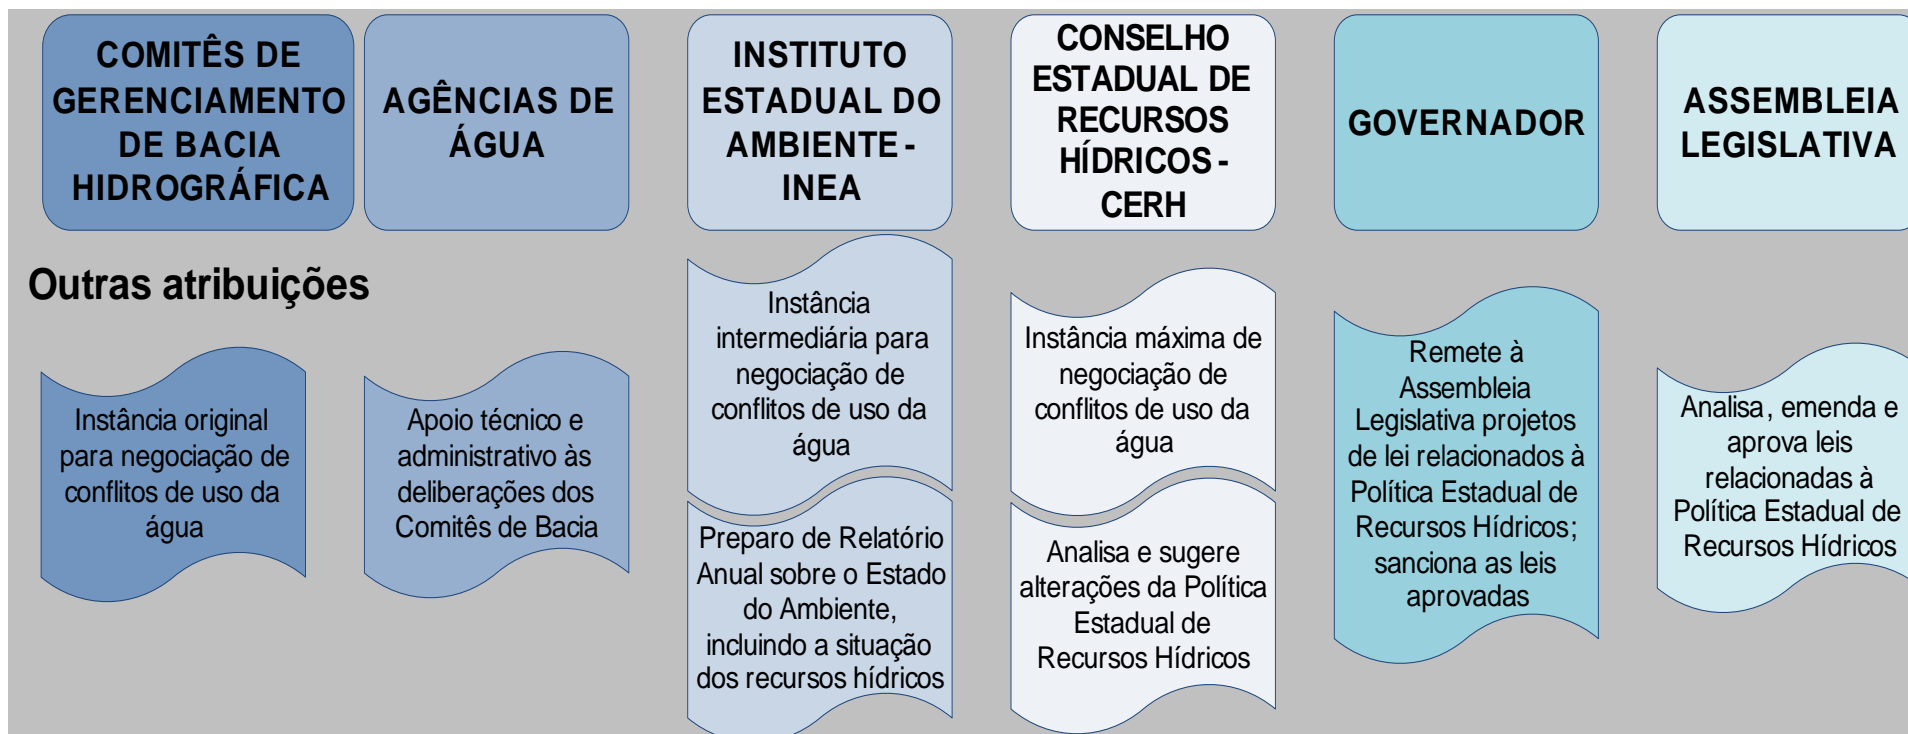 COMITÊS DE
GERENCIAMENTO
DE BACIA
HIDROGRÁFICA
AGÊNCIAS DE
ÁGUA
INSTITUTO
ESTADUAL DO
AMBIENTE -
INEA
CONSELHO
ESTADUAL DE
RECURSOS
HÍDRICOS -
CERH
GOVERNADOR
ASSEMBLEIA
LEGISLATIVA
Outras atribuições
Instância original
para negociação de
conflitos de uso da
água
Apoio técnico e
administrativo às
deliberações dos
Comitês de Bacia
Instância
intermediária para
negociação de
conflitos de uso da
água
Preparo de Relatório
Anual sobre o Estado
do Ambiente,
incluindo a situação
dos recursos hídricos
Instância máxima de
negociação de
conflitos de uso da
água
Analisa e sugere
alterações da Política
Estadual de
Recursos Hídricos
Remete à
Assembleia
Legislativa projetos
de lei relacionados à
Política Estadual de
Recursos Hídricos;
sanciona as leis
aprovadas
Analisa, emenda e
aprova leis
relacionadas à
Política Estadual de
Recursos Hídricos